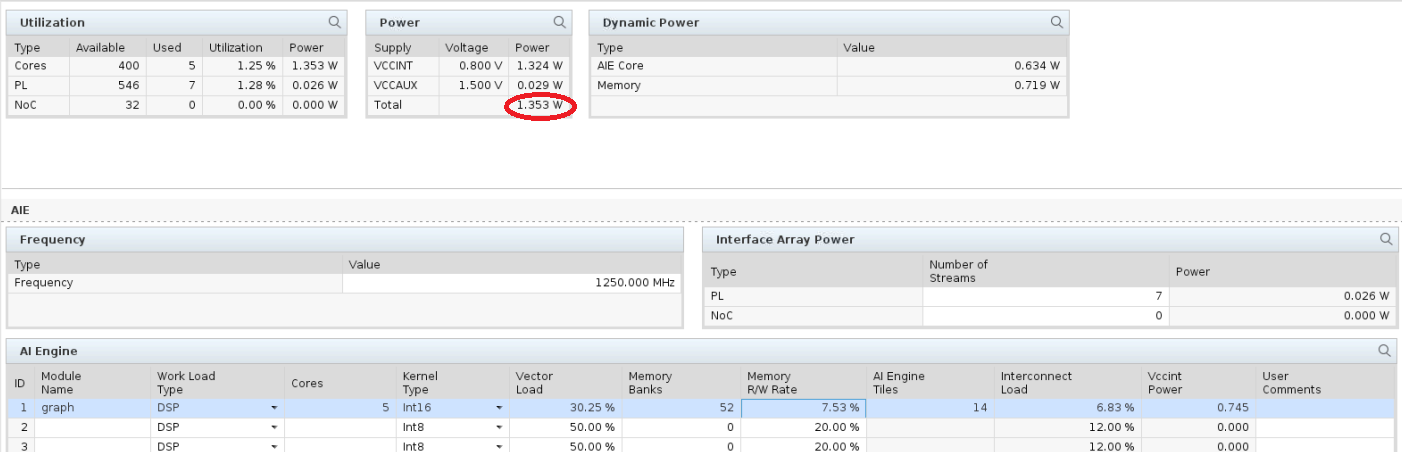 Utilization Power Dynamic Power
Type Available Used Utilization Power Supply Voltage Power Type Value
Cores 400 5 1.25 % 1.353 W VCCINT 0.800 V 1.324 W AIE Core 0.634 W
PL 546 7 1.28 % 0.026 W VCCAUX 1.500 V 0.029 W Memory 0.719 W
NoC 32 0 0.00 % 0.000 W Total 1.353 W
AIE
Frequency Interface Array Power
Type Value Type Number of Streams Power
Frequency 1250.000 MHz
PL 7 0.026 W
NoC 0 0.000 W
AI Engine
ID Module Name Work Load Type Cores Kernel Type Vector Load Memory Banks Memory R/W Rate AI Engine Tiles Interconnect Load Vccint Power User Comments
1 graph DSP 5 Int16 30.25 % 52 7.53 % 14 6.83 % 0.745
2 DSP Int8 50.00 % 0 20.00 % 12.00 % 0.000
3 DSP Int8 50.00 % 0 20.00 % 12.00 % 0.000